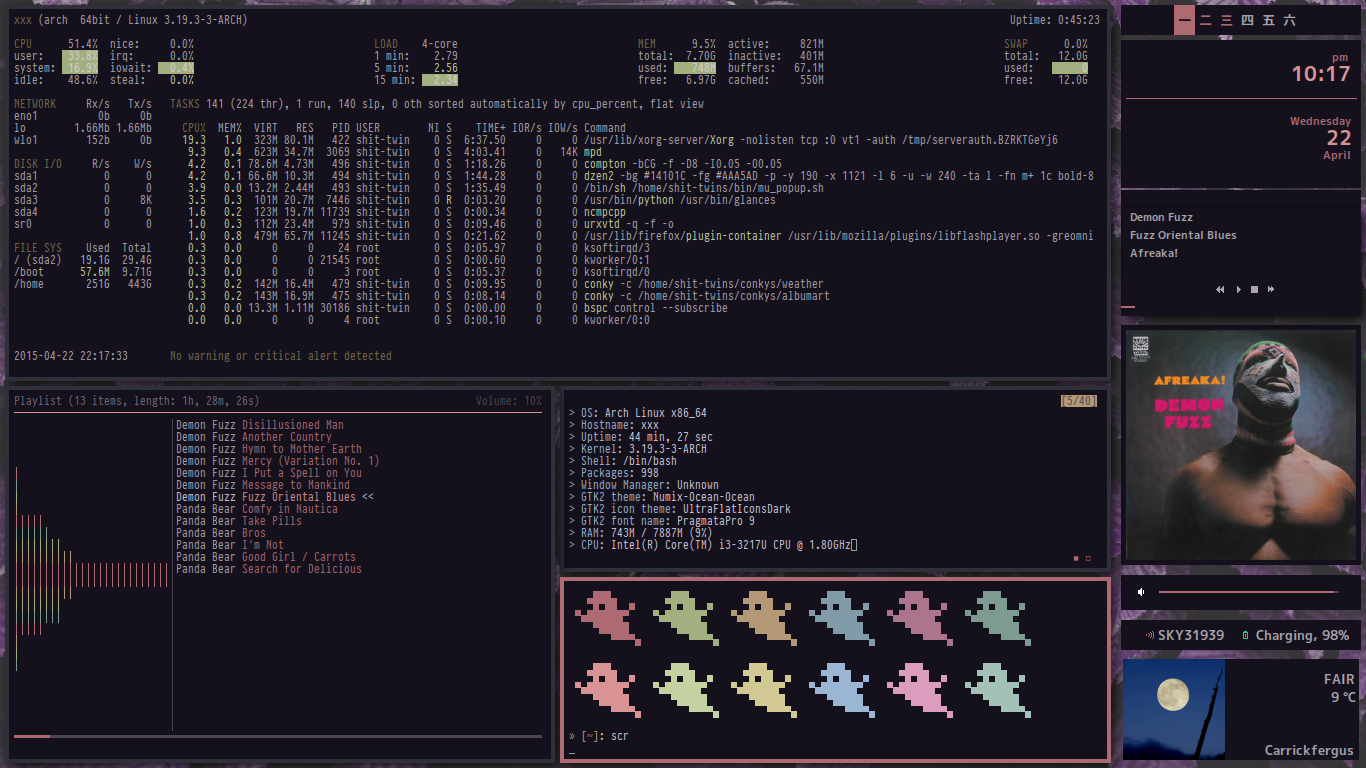 xxx (arch 64bit / Linux 3.19.3-3-ARCH) Uptime: 0:45:23
CPU 51.4% nice: 0.0% LOAD 4-core MEM 9.5% active: 821M SWAP 0.0%
user: 33.8% irq: 0.0% 1 min: 2.79 total: 7.70G inactive: 401M total: 12.0G
system: 16.9% iowait: 0.4% 5 min: 2.56 used: 748M buffers: 67.1M used: 0
idle: 48.6% steal: 0.0% 15 min: 2.34 free: 6.97G cached: 550M free: 12.0G
NETWORK Rx/s Tx/s
eno1 0b 0b
lo 1.66Mb 1.66Mb
wlo1 152b 0b
DISK I/O R/s W/s
sda1 0 0
sda2 0 0
sda3 0 8K
sda4 0 0
sr0 0 0
FILE SYS Used Total
/ (sda2) 19.1G 29.4G
/boot 57.6M 9.71G
/home 251G 443G
TASKS 141 (224 thr), 1 run, 140 slp, 0 oth sorted automatically by cpu_percent, flat view
CPU% MEM% VIRT RES PID USER NI S TIME+ IOR/s IOW/s Command
19.3 1.0 323M 80.1M 422 shit-twin 0 S 6:37.50 0 0 /usr/lib/xorg-server/Xorg -nolisten tcp :0 vt1 -auth /tmp/serverauth.BZRKTGeYj6
9.3 0.4 623M 34.7M 3069 shit-twin 0 S 4:03.41 0 14K mpd
4.2 0.1 78.6M 4.73M 496 shit-twin 0 S 1:18.26 0 0 compton -bCG -f -D8 -I0.05 -O0.05
4.2 0.1 66.6M 10.3M 494 shit-twin 0 S 1:44.28 0 0 dzen2 -bg #14101C -fg #AAA5AD -p -y 190 -x 1121 -l 6 -u -w 240 -ta l -fn m+ 1c bold-8
3.9 0.0 13.2M 2.44M 493 shit-twin 0 S 1:35.49 0 0 /bin/sh /home/shit-twins/bin/mu_popup.sh
3.5 0.3 101M 20.7M 7446 shit-twin 0 R 0:03.20 0 0 /bin/python /usr/bin/glances
1.6 0.2 123M 19.7M 11739 shit-twin 0 S 0:00.34 0 0 ncmpcpp
1.0 0.3 112M 23.4M 979 shit-twin 0 S 0:09.46 0 0 urxvtd -q -f -o
1.0 0.8 479M 65.7M 11245 shit-twin 0 S 0:21.62 0 0 /usr/lib/firefox/plugin-container /usr/lib/mozilla/plugins/libflashplayer.so -greomni
0.3 0.0 0 0 24 root 0 S 0:05.97 0 0 ksoftirqd/3
0.3 0.0 0 0 21545 root 0 S 0:00.60 0 0 kworker/0:1
0.3 0.0 0 0 3 root 0 S 0:05.37 0 0 ksoftirqd/0
0.3 0.2 142M 16.4M 479 shit-twin 0 S 0:09.95 0 0 conky -c /home/shit-twins/conkys/weather
0.3 0.2 143M 16.9M 475 shit-twin 0 S 0:08.14 0 0 conky -c /home/shit-twins/conkys/albumart
0.0 0.0 13.3M 1.11M 30186 shit-twin 0 S 0:00.00 0 0 bspc control --subscribe
0.0 0.0 0 0 4 root 0 S 0:00.10 0 0 kworker/0:0
2015-04-22 22:17:33 No warning or critical alert detected
Playlist (13 items, length: 1h, 28m, 26s) Volume: 10%
Demon Fuzz Disillusioned Man
Demon Fuzz Another Country
Demon Fuzz Hymn to Mother Earth
Demon Fuzz Mercy (Variation No. 1)
Demon Fuzz I Put a Spell on You
Demon Fuzz Message to Mankind
Demon Fuzz Fuzz Oriental Blues <<
Panda Bear Comfy in Nautica
Panda Bear Take Pills
Panda Bear Bros
Panda Bear I'm Not
Panda Bear Good Girl / Carrots
Panda Bear Search for Delicious
[5/40]
> OS: Arch Linux x86_64
> Hostname: xxx
> Uptime: 44 min, 27 sec
> Kernel: 3.19.3-3-ARCH
> Shell: /bin/bash
> Packages: 998
> Window Manager: Unknown
> GTK2 theme: Numix-Ocean-Ocean
> GTK2 icon theme: UltraFlatIconsDark
> GTK2 font name: PragmataPro 9
> RAM: 743M / 7887M (9%)
> CPU: Intel(R) Core(TM) i3-3217U CPU @ 1.80GHz
» [~]: scr
一 二 三 四 五 六
pm
10:17
Wednesday
22
April
Demon Fuzz
Fuzz Oriental Blues
Afreaka!
AFREAKA!
DEMON
FUZZ
SKY31939 Charging, 98%
FAIR
9 °C
Carrickfergus